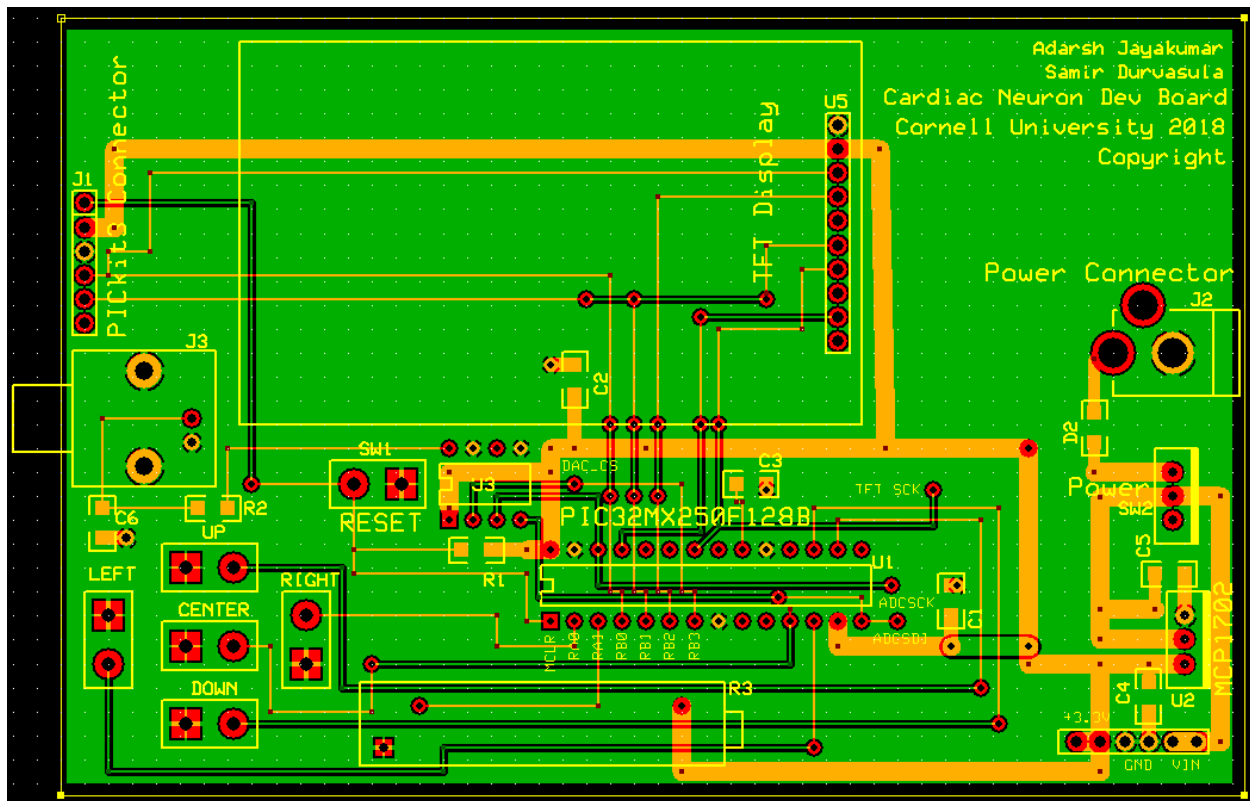 Adarsh Jayakumar
Samir Durvasula
Cardiac Neuron Dev Board
Cornell University 2018
Copyright
U5
TFT Display
J1
PICkit3 Connector
Power Connector
J2
J3
C2
D2
SW1
DAC_CS
C3
J3
TFT SCK
Power
SW2
C6
R2
UP
RESET
PIC32MX250F128B
R1
U1
C5
LEFT
RIGHT
CENTER
ADCSCK
C1
ADCSDI
MCLR
RA0
RA1
RB0
RB1
RB2
RB3
MCP1702
DOWN
R3
C4
U2
+3.3V
GND
VIN